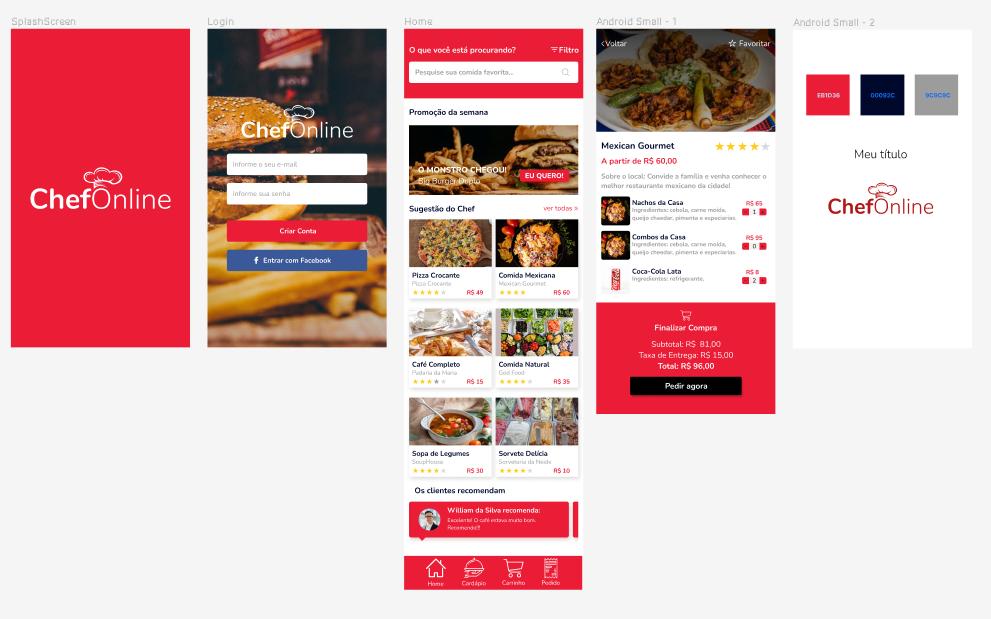 SplashScreen
ChefOnline
Login
ChefOnline
Informe o seu e-mail
Informe sua senha
Criar Conta
f Entrar com Facebook
Home
O que você está procurando?
Filtro
Pesquise sua comida favorita...
Promoção da semana
O MONSTRO CHEGOU!
Big Burger Duplo
EU QUERO!
Sugestão do Chef
ver todas >
Pizza Crocante
Pizza Crocante
R$ 49
Comida Mexicana
Mexican Gourmet
R$ 60
Café Completo
Padaria da Maria
R$ 15
Comida Natural
God Food
R$ 35
Sopa de Legumes
SoupHouse
R$ 30
Sorvete Delícia
Sorveteria da Neide
R$ 10
Os clientes recomendam
William da Silva recomenda:
Excelente! O café estava muito bom.
Recomendo!!!
Home
Cardápio
Carrinho
Pedido
Android Small - 1
Voltar
Favoritar
Mexican Gourmet
A partir de R$ 60,00
Sobre o local: Convide a família e venha conhecer o
melhor restaurante mexicano da cidade!
Nachos da Casa
Ingredientes: cebola, carne moída,
queijo cheedar, pimenta e especiarias.
R$ 65
- 1 +
Combos da Casa
Ingredientes: cebola, carne moída,
queijo cheedar, pimenta e especiarias.
R$ 95
- 0 +
Coca-Cola Lata
Ingredientes: refrigerante.
R$ 8
- 2 +
Finalizar Compra
Subtotal: R$ 81,00
Taxa de Entrega: R$ 15,00
Total: R$ 96,00
Pedir agora
Android Small - 2
EB1D36
00092C
9C9C9C
Meu título
ChefOnline